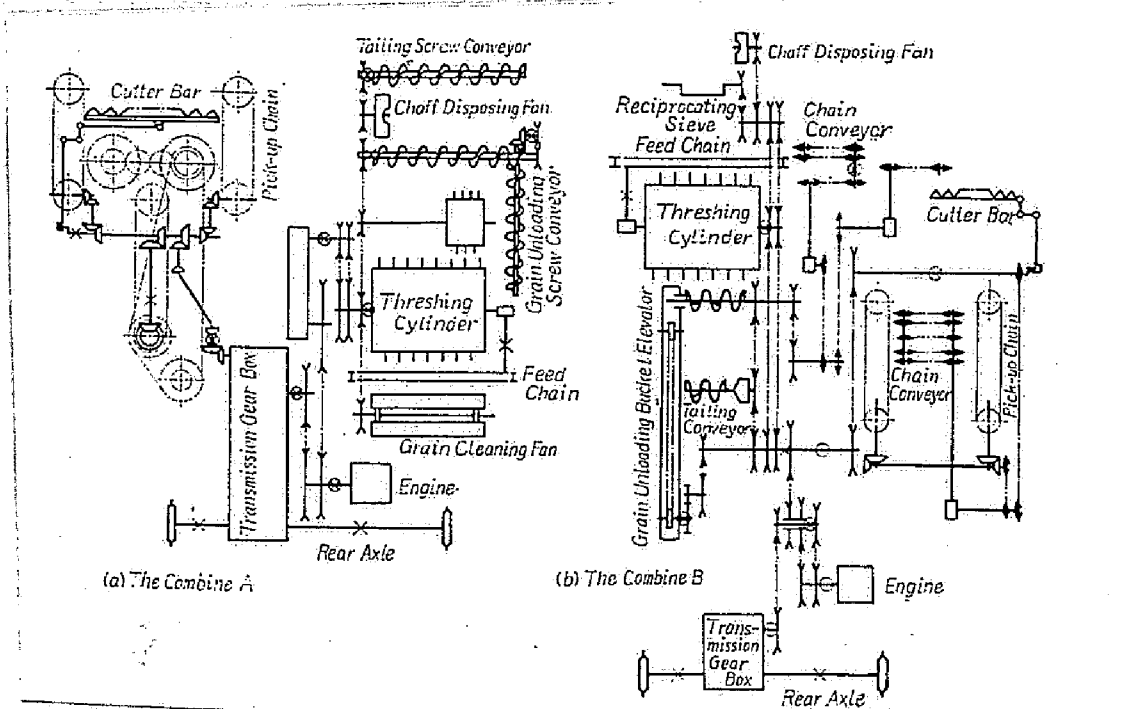 Tailing Screw Conveyor
Cutter Bar
Pick-up Chain
Choff Disposing Fan
Grain Unloading
Screw Conveyor
Threshing
Cylinder
Feed
Chain
Grain Cleaning Fan
Transmission Gear Box
Engine
Rear Axle
(a) The Combine A
Chaff Disposing Fan
Reciprocating
Sieve
Feed Chain
Chain
Conveyor
Threshing
Cylinder
Cutter Bar
Grain Unloading Bucket Elevator
Chain
Conveyor
Pick-up Chain
Tailing
Conveyor
Engine
Trans-
mission
Gear
Box
Rear Axle
(b) The Combine B